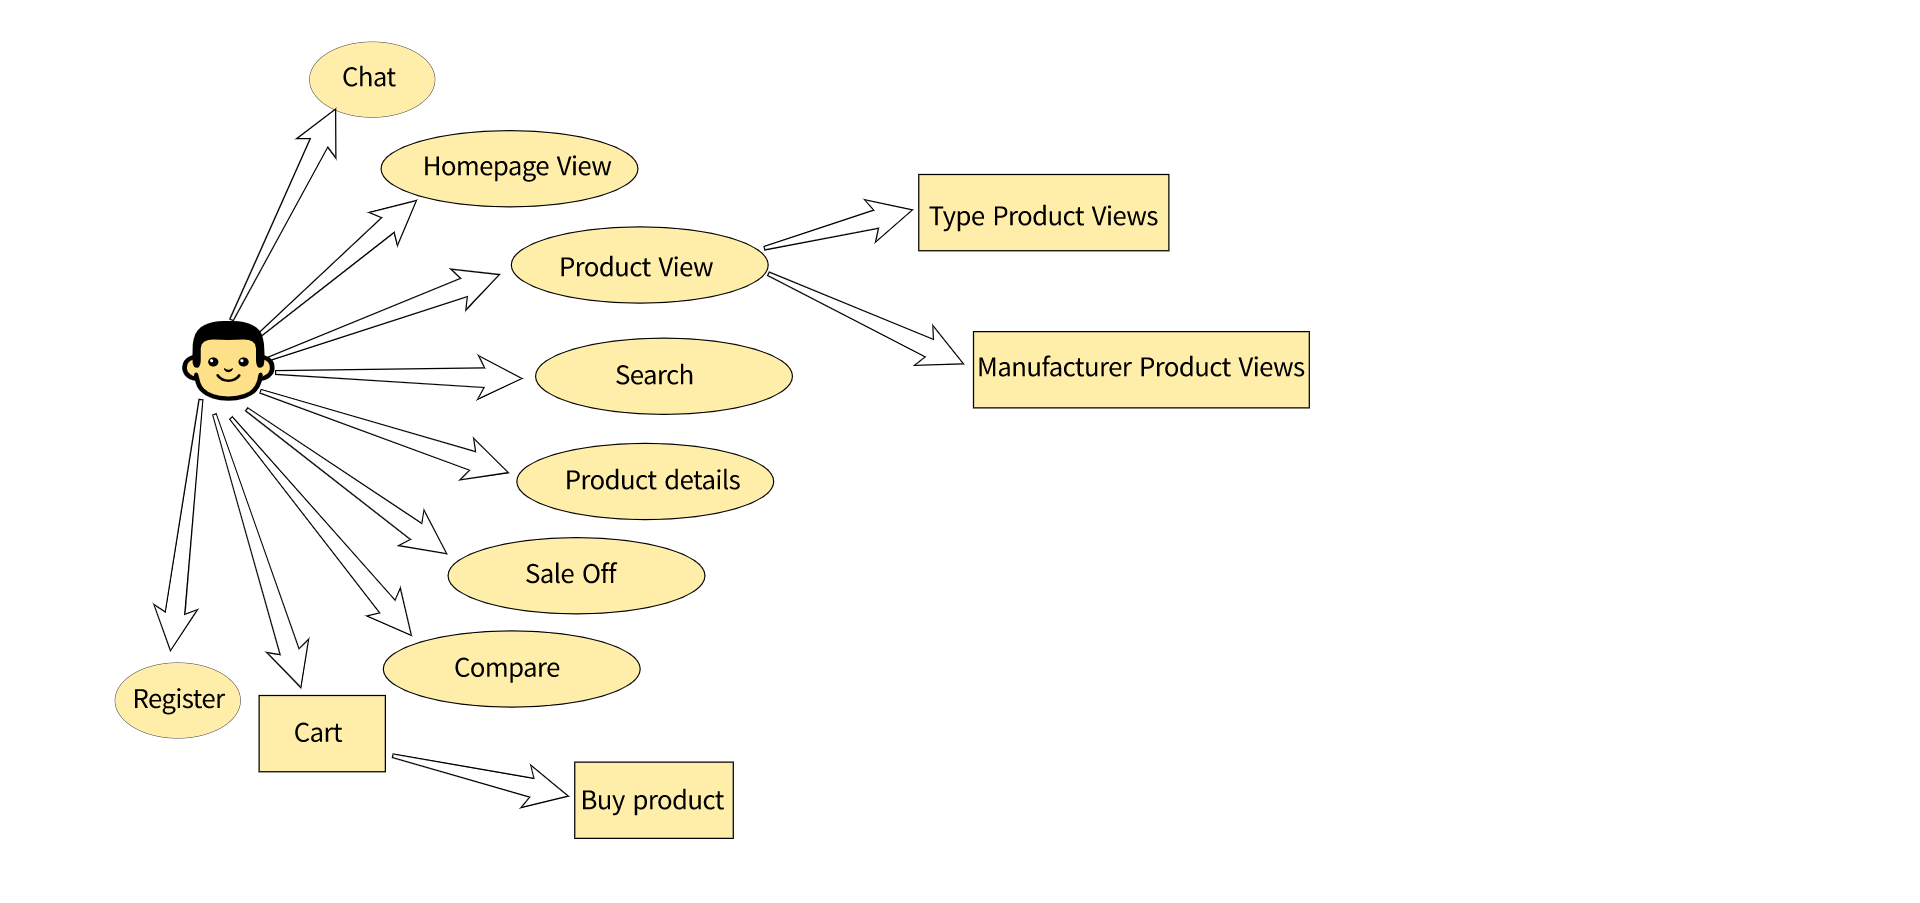 Chat
Homepage View
Type Product Views
Product View
Manufacturer Product Views
Search
Product details
Sale Off
Compare
Register
Cart
Buy product